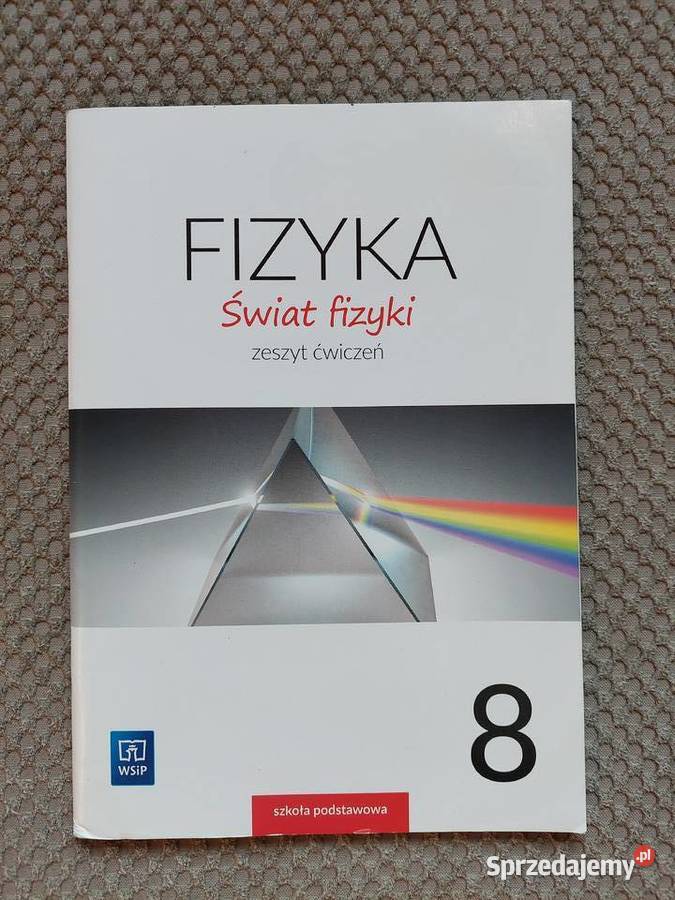 FIZYKA
Świat fizyki
zeszyt ćwiczeń
8
WSiP
szkoła podstawowa
Sprzedajemy.pl